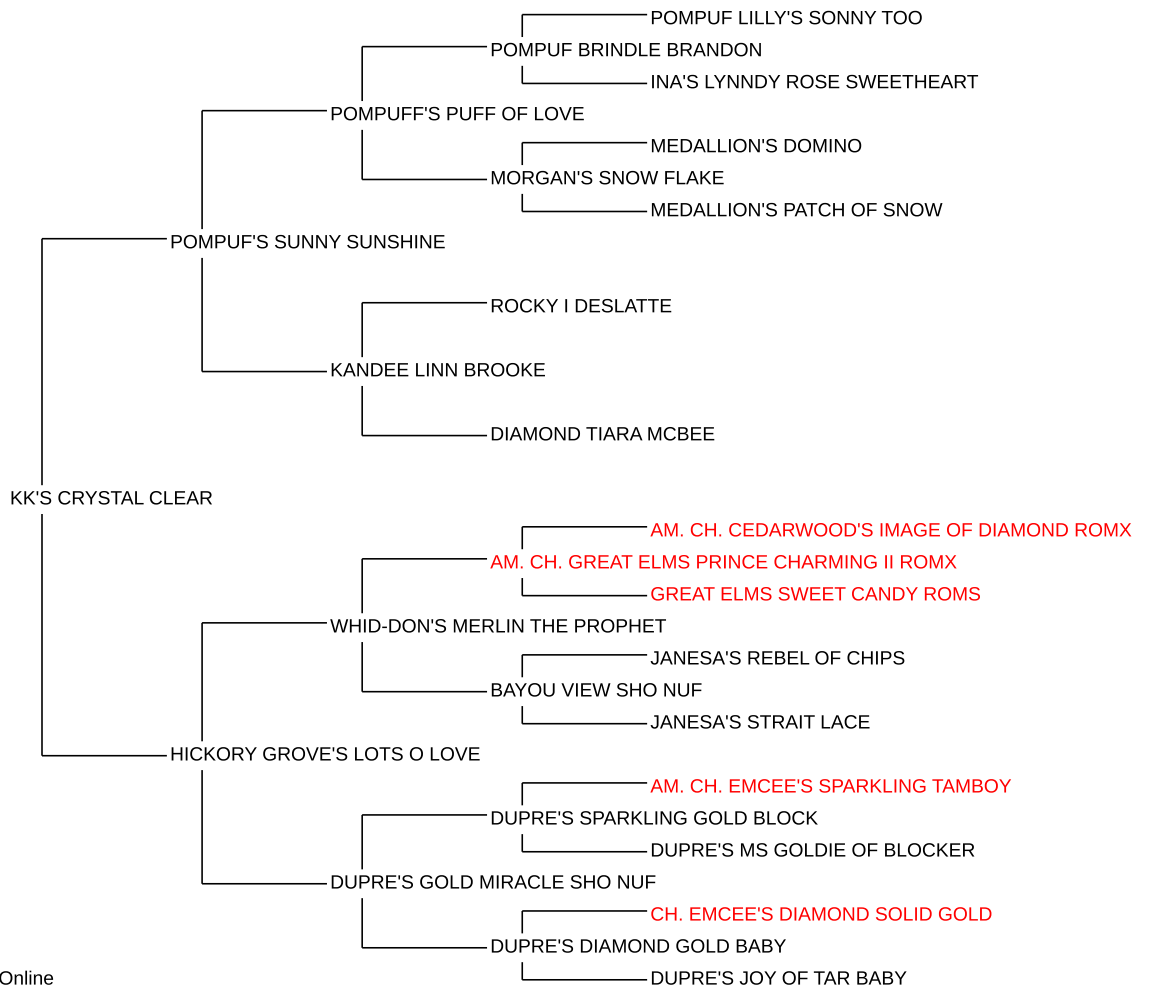 POMPUF LILLY'S SONNY TOO
POMPUF BRINDLE BRANDON
INA'S LYNNDY ROSE SWEETHEART
POMPUFF'S PUFF OF LOVE
MEDALLION'S DOMINO
MORGAN'S SNOW FLAKE
MEDALLION'S PATCH OF SNOW
POMPUF'S SUNNY SUNSHINE
ROCKY I DESLATTE
KANDEE LINN BROOKE
DIAMOND TIARA MCBEE
KK'S CRYSTAL CLEAR
AM. CH. CEDARWOOD'S IMAGE OF DIAMOND ROMX
AM. CH. GREAT ELMS PRINCE CHARMING II ROMX
GREAT ELMS SWEET CANDY ROMS
WHID-DON'S MERLIN THE PROPHET
JANESA'S REBEL OF CHIPS
BAYOU VIEW SHO NUF
JANESA'S STRAIT LACE
HICKORY GROVE'S LOTS O LOVE
AM. CH. EMCEE'S SPARKLING TAMBOY
DUPRE'S SPARKLING GOLD BLOCK
DUPRE'S MS GOLDIE OF BLOCKER
DUPRE'S GOLD MIRACLE SHO NUF
CH. EMCEE'S DIAMOND SOLID GOLD
DUPRE'S DIAMOND GOLD BABY
DUPRE'S JOY OF TAR BABY
Online